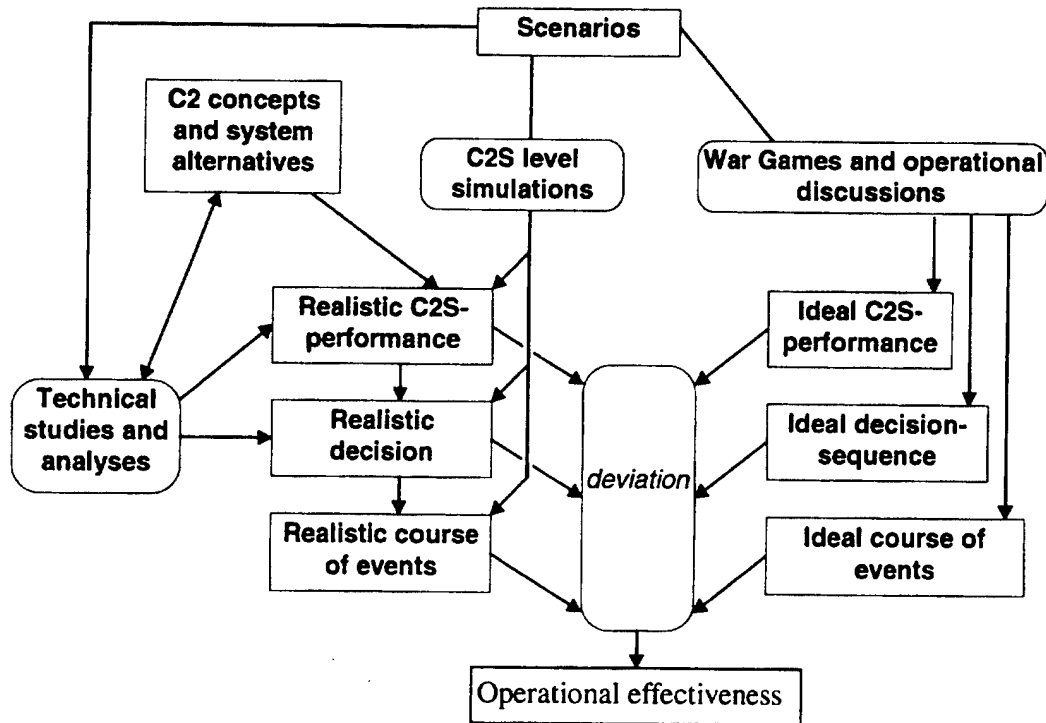 Scenarios
C2 concepts
and system
alternatives
C2S level
simulations
War Games and operational
discussions
Realistic C2S-
performance
Ideal C2S-
performance
Technical
studies and
analyses
Realistic
decision
deviation
Ideal decision-
sequence
Realistic course
of events
Ideal course of
events
Operational effectiveness